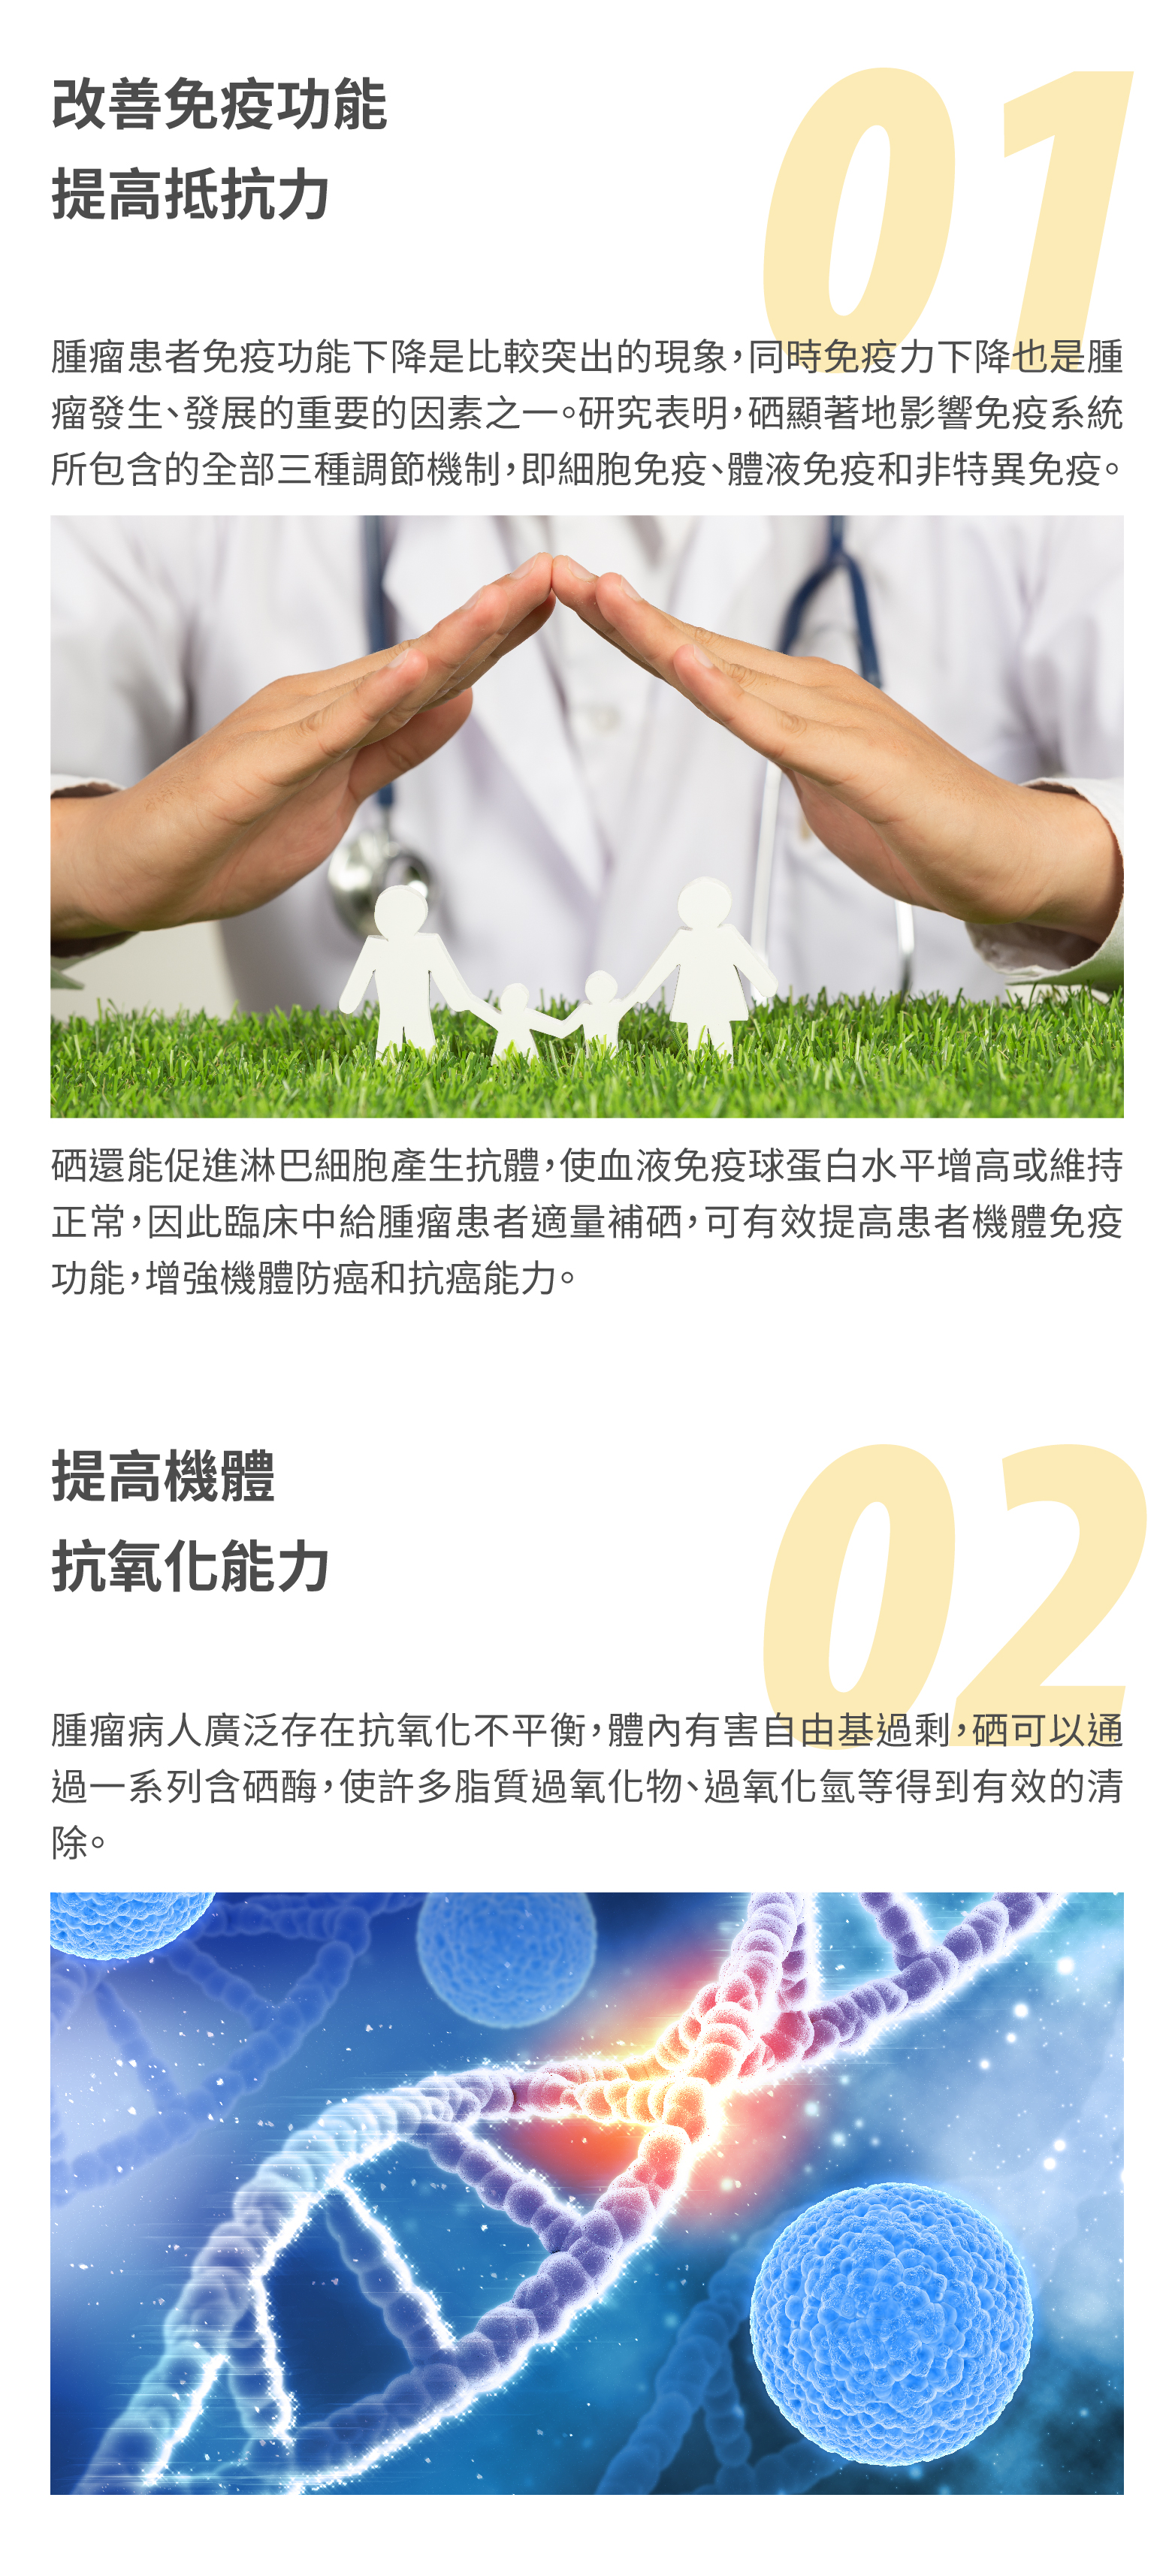 改善免疫功能
01
提高抵抗力
腫瘤患者免疫功能下降是比較突出的現象，同時免疫力下降也是腫
瘤發生、發展的重要的因素之一。研究表明，硒顯著地影響免疫系統
所包含的全部三種調節機制，即細胞免疫、體液免疫和非特異免疫。
硒還能促進淋巴細胞產生抗體，使血液免疫球蛋白水平增高或維持
正常，因此臨床中給腫瘤患者適量補硒，可有效提高患者機體免疫
功能，增強機體防癌和抗癌能力。
提高機體
02
抗氧化能力
腫瘤病人廣泛存在抗氧化不平衡，體內有害自由基過剩，硒可以通
過一系列含硒酶，使許多脂質過氧化物、過氧化氫等得到有效的清
除。